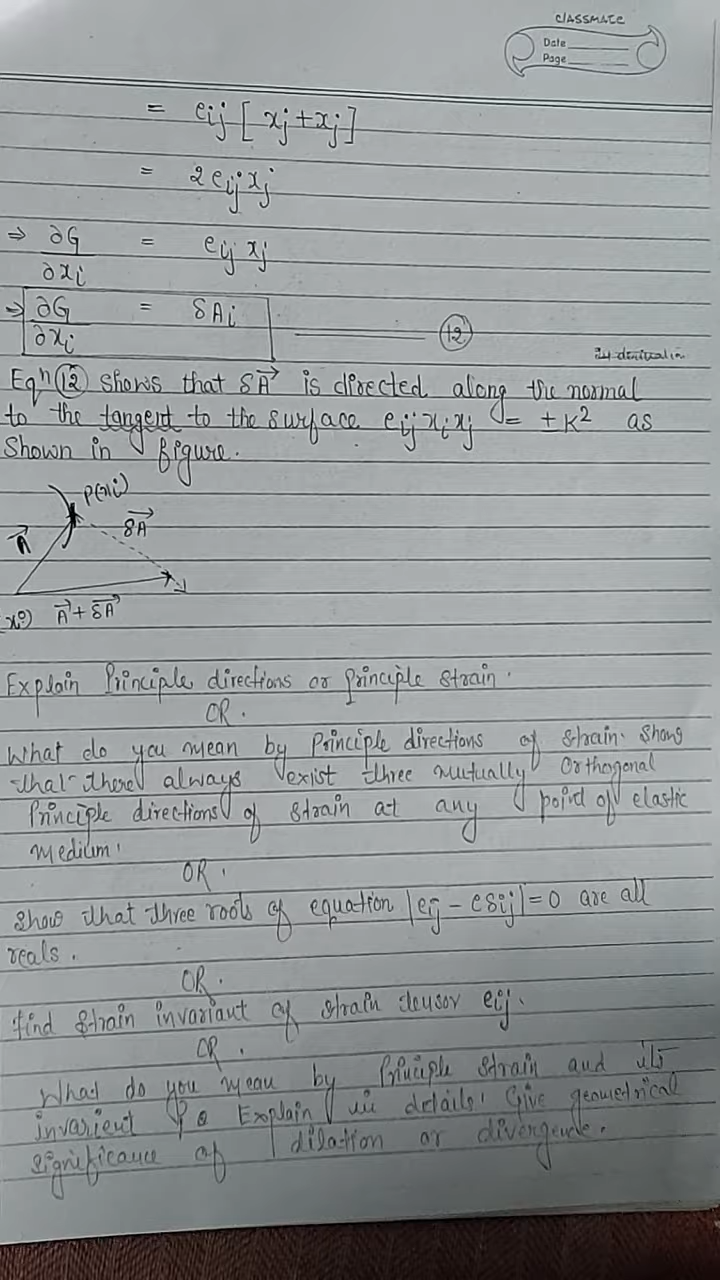 CLASSMATE
Date
Page
= eij [ xj + xj ]
= 2 eij xj
⇒ ∂G/∂xi = eij xj
⇒ ∂G/∂xi = δAi ——— (12)
Eqⁿ (12) shows that δA⃗ is directed along the normal
to the tangent to the surface eij xi xj = ± K² as
Shown in figure.
P(xi)
A⃗
δA⃗
x⁰)
A⃗ + δA⃗
Explain Principle directions or principle strain.
OR.
What do you mean by Principle directions of strain. Show
that there always exist three mutually Orthogonal
Principle directions of strain at any point of elastic
medium.
OR.
Show that three roots of equation |eij - eδij| = 0 are all
reals.
OR.
find strain invariant of strain tensor eij.
OR.
What do you mean by Principle strain and its
invarient ? Explain in details. Give geometrical
significance of dilation or divergence.